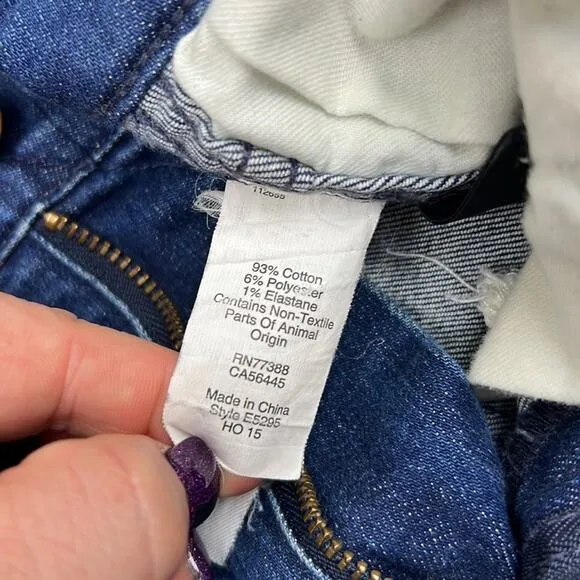 112655
93% Cotton
6% Polyester
1% Elastane
Contains Non-Textile
Parts Of Animal
Origin
RN77388
CA56445
Made in China
Style E5295
HO 15